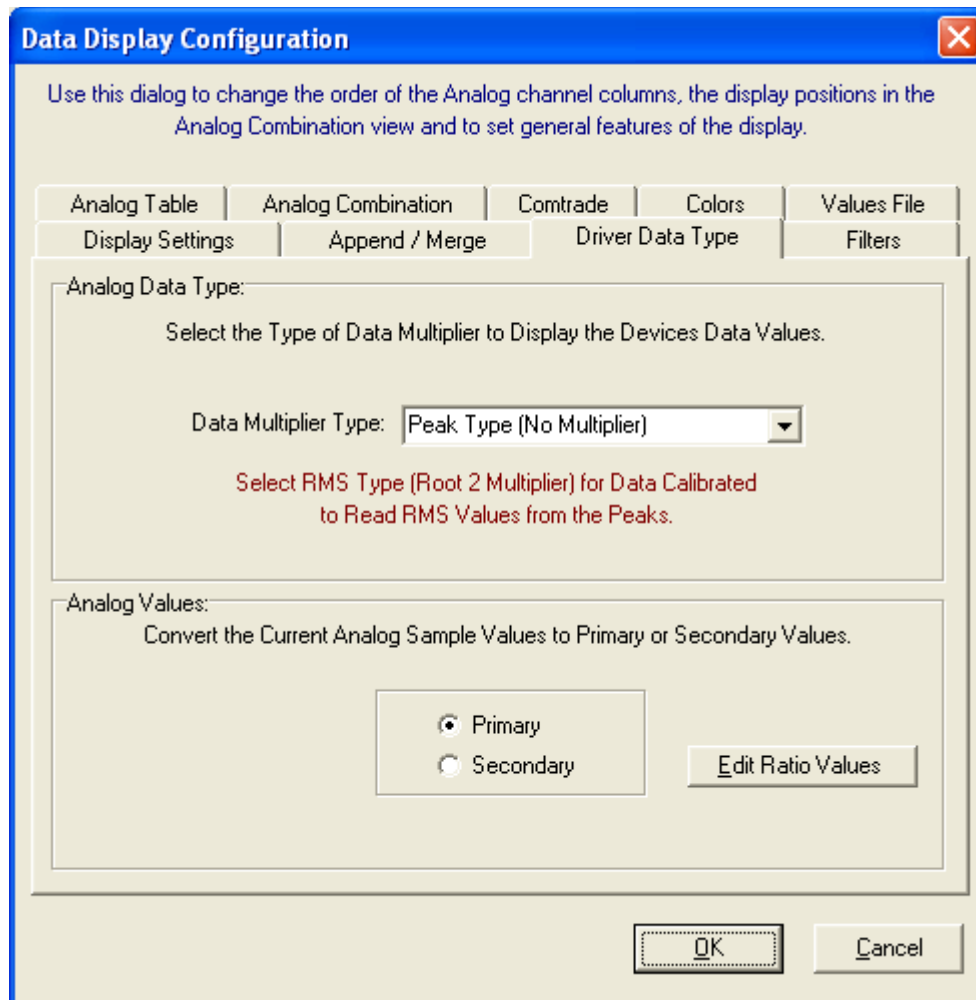 Data Display Configuration
Use this dialog to change the order of the Analog channel columns, the display positions in the
Analog Combination view and to set general features of the display.
Analog Table Analog Combination Comtrade Colors Values File
Display Settings Append / Merge Driver Data Type Filters
Analog Data Type:
Select the Type of Data Multiplier to Display the Devices Data Values.
Data Multiplier Type: Peak Type (No Multiplier)
Select RMS Type (Root 2 Multiplier) for Data Calibrated
to Read RMS Values from the Peaks.
Analog Values:
Convert the Current Analog Sample Values to Primary or Secondary Values.
Primary
Secondary Edit Ratio Values
OK Cancel